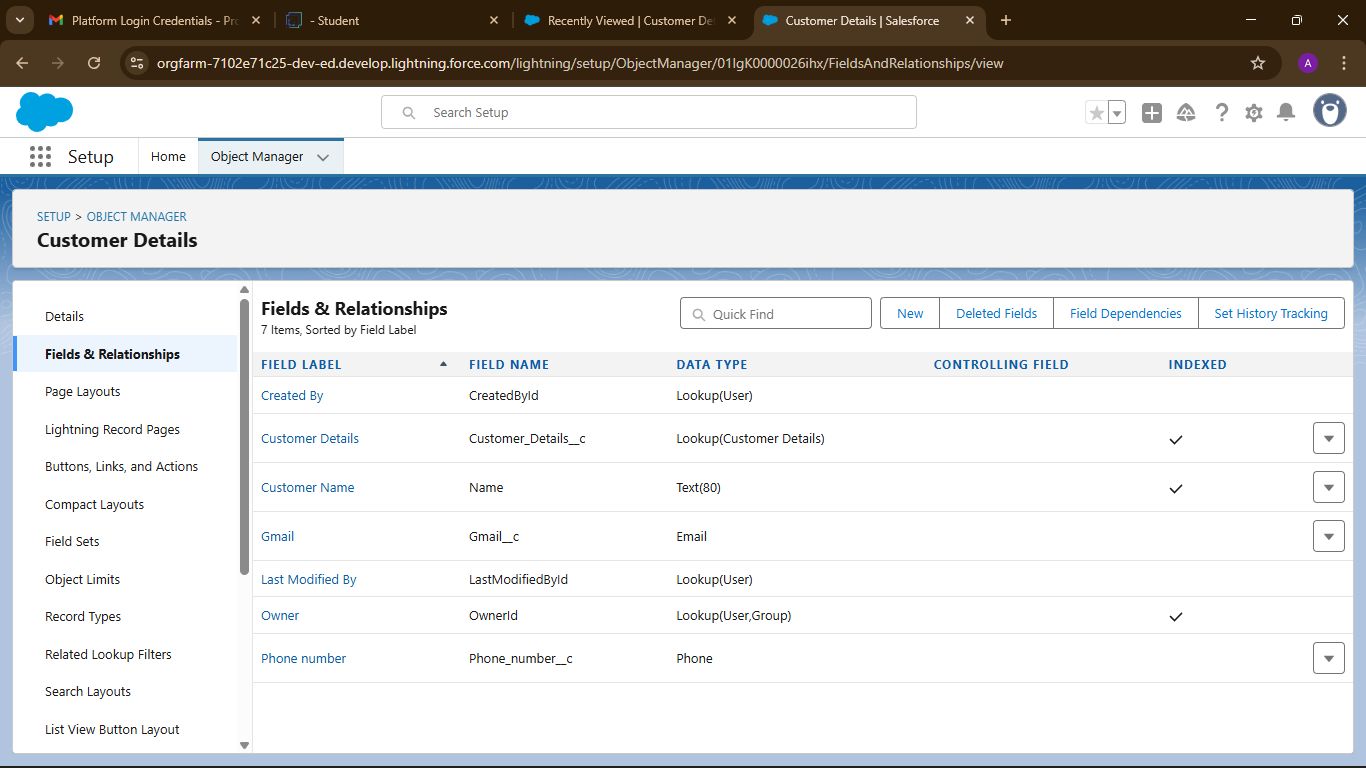 Platform Login Credentials - Pr
- Student
Recently Viewed | Customer De
Customer Details | Salesforce
orgfarm-7102e71c25-dev-ed.develop.lightning.force.com/lightning/setup/ObjectManager/01IgK0000026ihx/FieldsAndRelationships/view
A
Search Setup
Setup
Home
Object Manager
SETUP > OBJECT MANAGER
Customer Details
Details
Fields & Relationships
Page Layouts
Lightning Record Pages
Buttons, Links, and Actions
Compact Layouts
Field Sets
Object Limits
Record Types
Related Lookup Filters
Search Layouts
List View Button Layout
Fields & Relationships
7 Items, Sorted by Field Label
Quick Find
New
Deleted Fields
Field Dependencies
Set History Tracking
FIELD LABEL FIELD NAME DATA TYPE CONTROLLING FIELD INDEXED
Created By CreatedById Lookup(User)
Customer Details Customer_Details__c Lookup(Customer Details)
Customer Name Name Text(80)
Gmail Gmail__c Email
Last Modified By LastModifiedById Lookup(User)
Owner OwnerId Lookup(User,Group)
Phone number Phone_number__c Phone